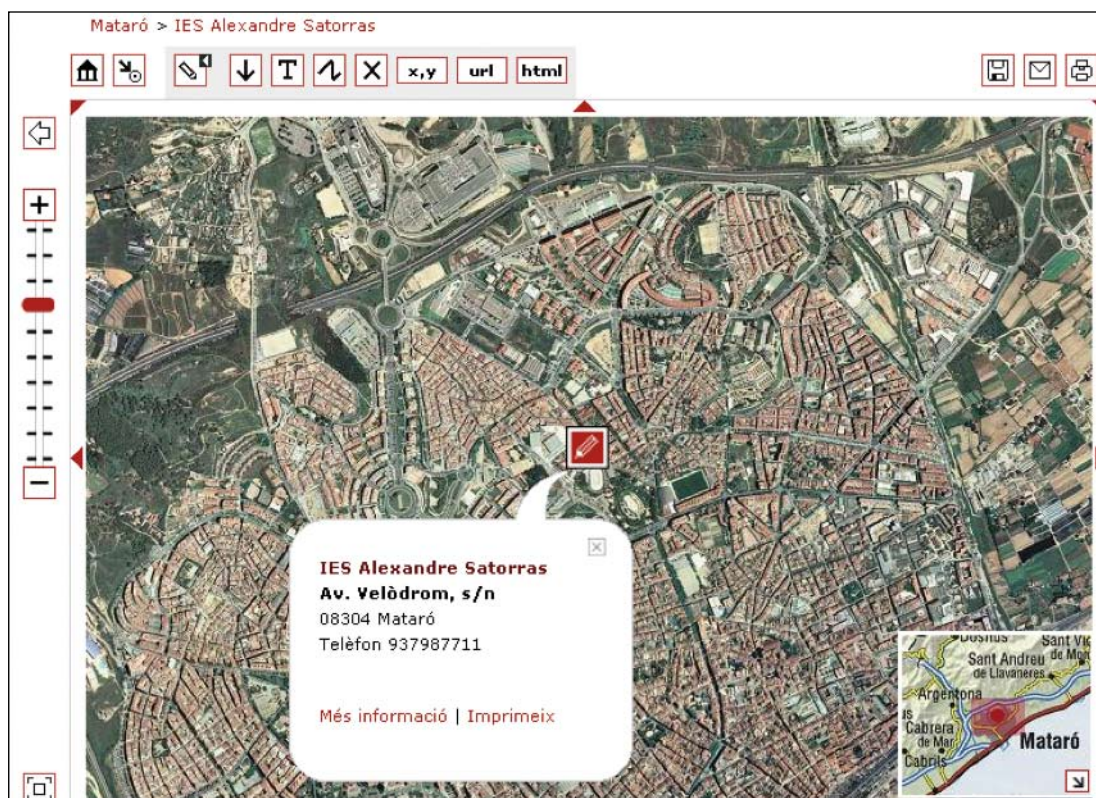 Mataró > IES Alexandre Satorras
T
x,y
url
html
IES Alexandre Satorras
Av. Velòdrom, s/n
08304 Mataró
Telèfon 937987711
Més informació | Imprimeix
Sant Andreu
de Llavaneres
Argentona
Cabrera
de Mar
Mataró
Cabrils